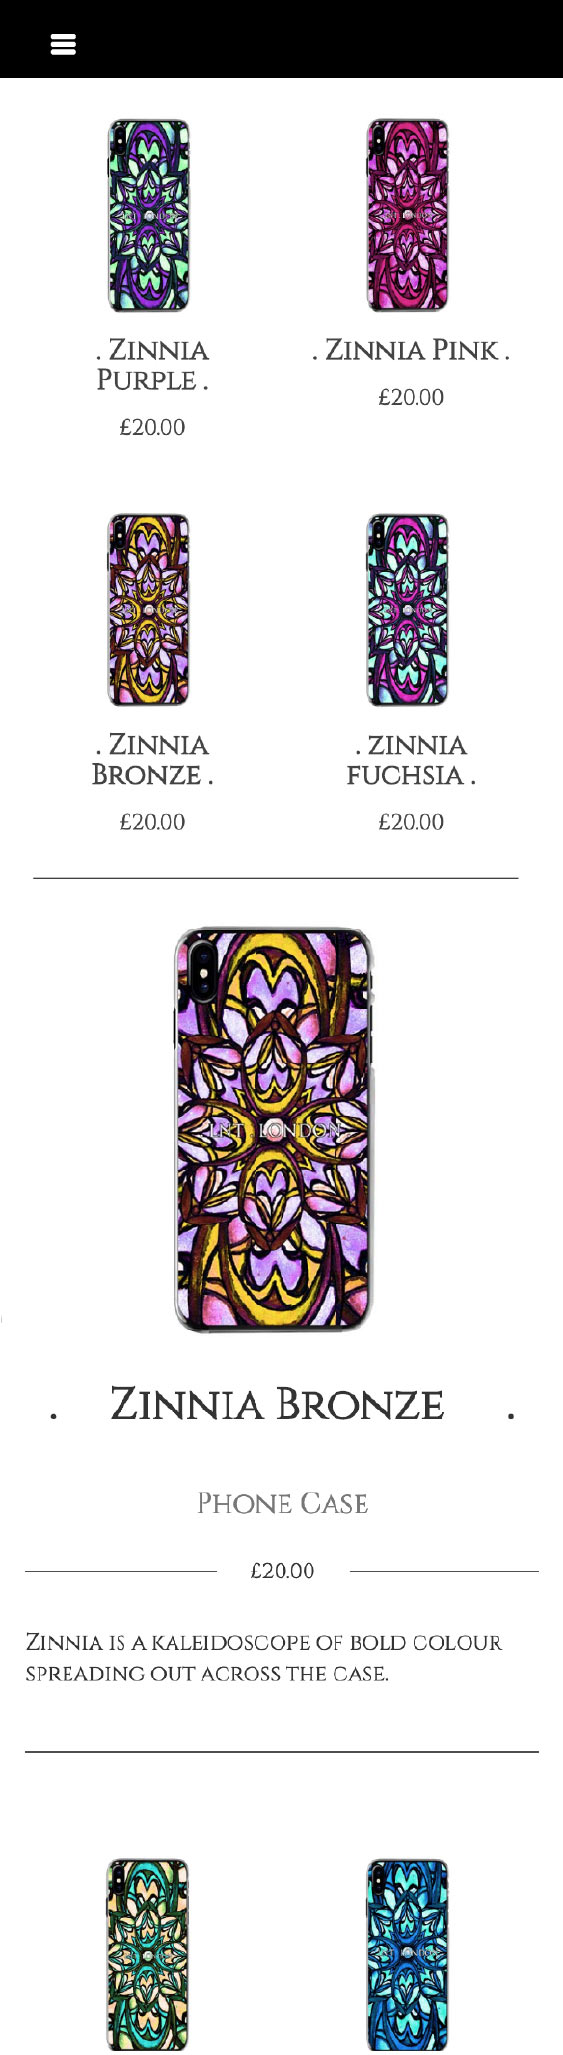 . Zinnia
Purple .
£20.00
. Zinnia Pink .
£20.00
. Zinnia
Bronze .
£20.00
. zinnia
fuchsia .
£20.00
LNT . LONDON
. Zinnia Bronze .
Phone Case
£20.00
Zinnia is a kaleidoscope of bold colour
spreading out across the case.